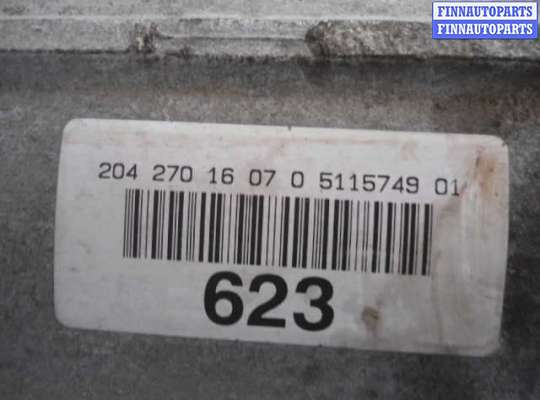 FINNAUTOPARTS
FINNAUTOPARTS
204 270 16 07 0 5115749 01
623